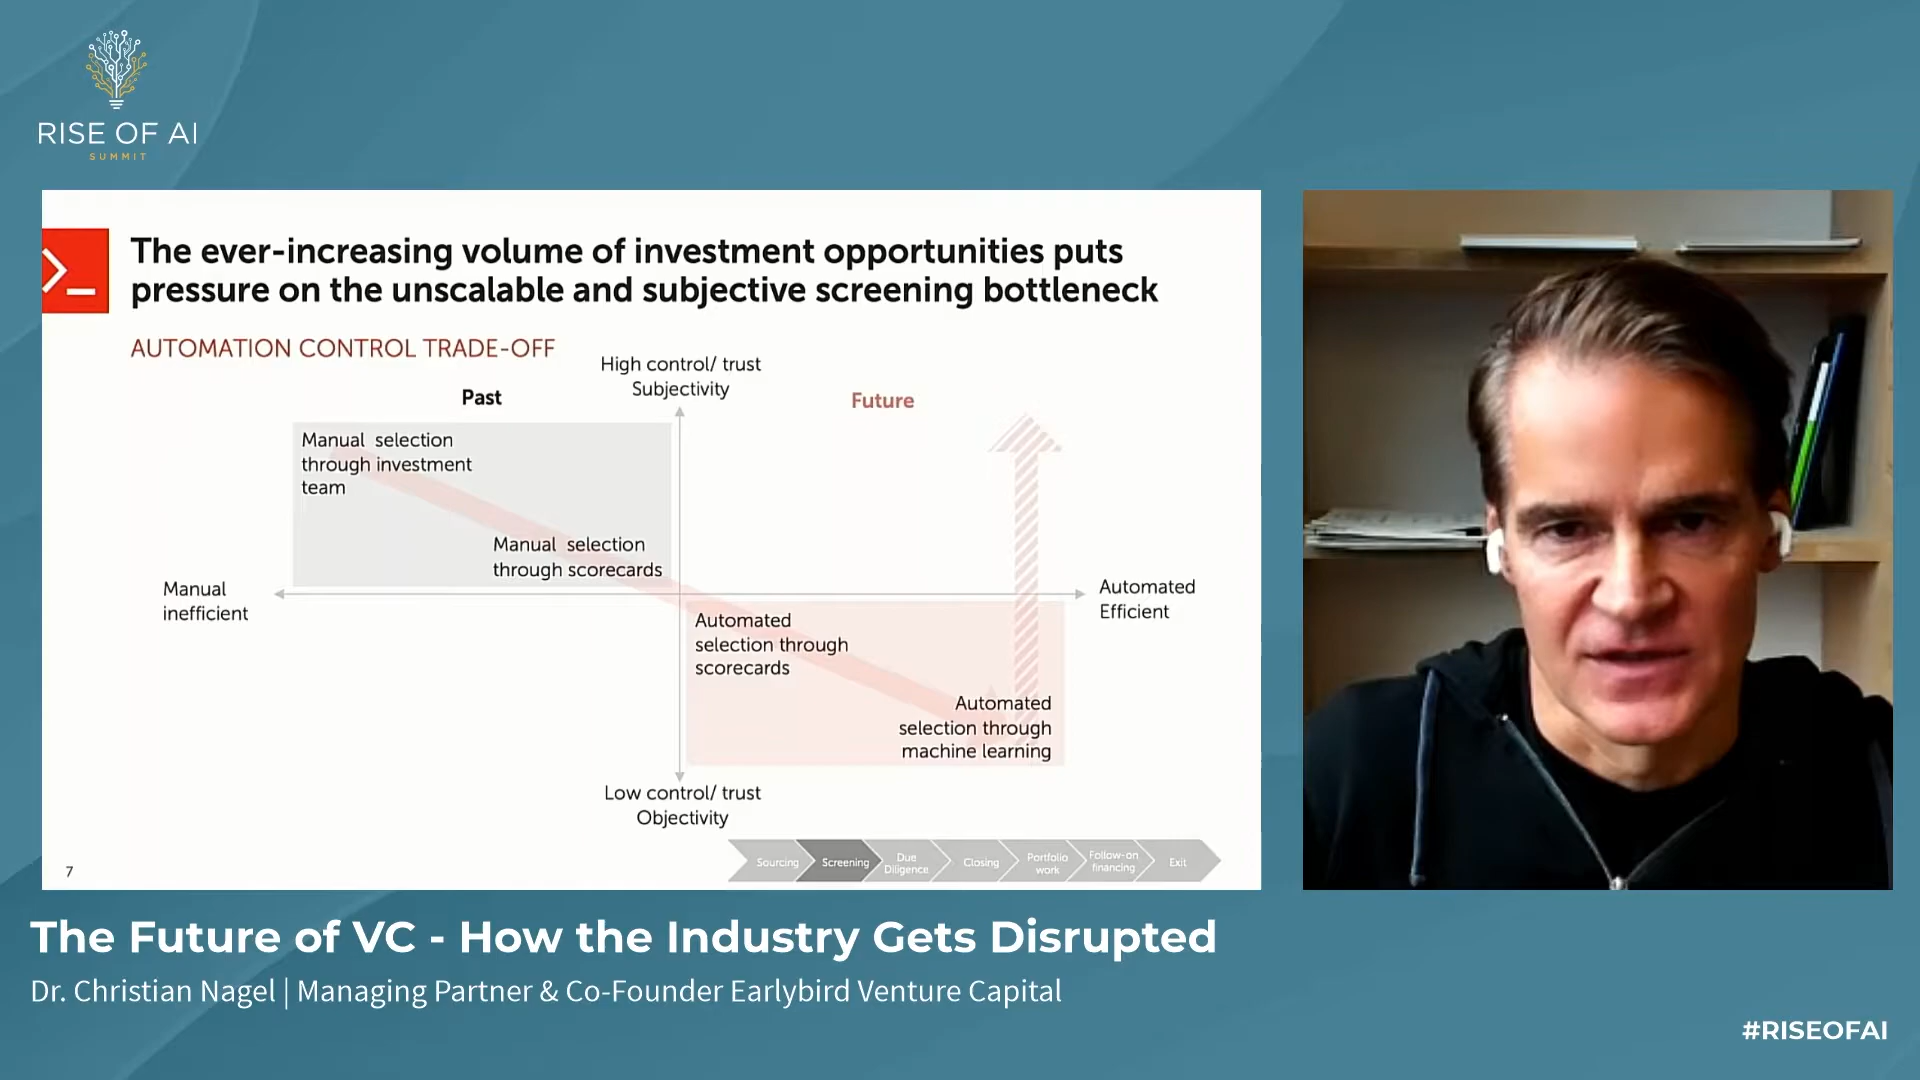 RISE OF AI
SUMMIT
The ever-increasing volume of investment opportunities puts
pressure on the unscalable and subjective screening bottleneck
AUTOMATION CONTROL TRADE-OFF
High control/ trust
Subjectivity
Past
Future
Manual selection
through investment
team
Manual selection
through scorecards
Manual
inefficient
Automated
Efficient
Automated
selection through
scorecards
Automated
selection through
machine learning
Low control/ trust
Objectivity
Sourcing
Screening
Due
Diligence
Closing
Portfolio
work
Follow-on
financing
Exit
7
The Future of VC - How the Industry Gets Disrupted
Dr. Christian Nagel | Managing Partner & Co-Founder Earlybird Venture Capital
#RISEOFAI